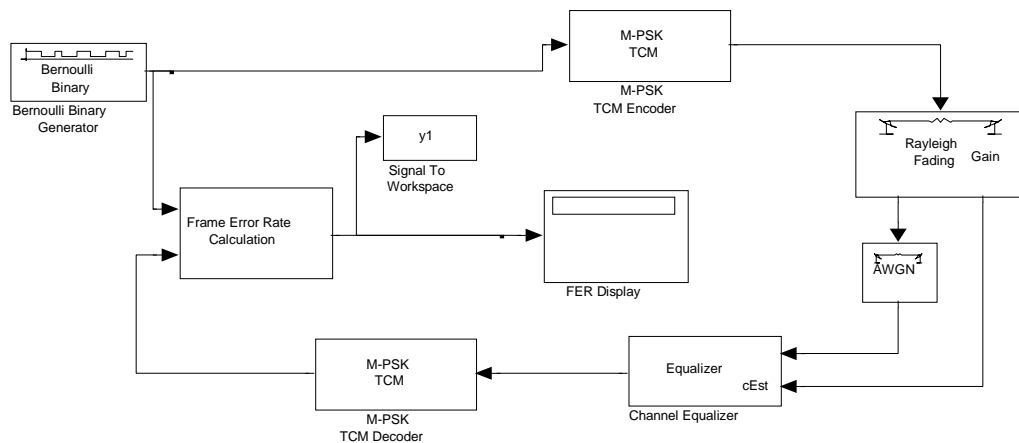 Bernoulli
Binary
Bernoulli Binary
Generator
M-PSK
TCM
M-PSK
TCM Encoder
Rayleigh
Fading
Gain
y1
Signal To
Workspace
Frame Error Rate
Calculation
FER Display
AWGN
M-PSK
TCM
M-PSK
TCM Decoder
Equalizer
cEst
Channel Equalizer